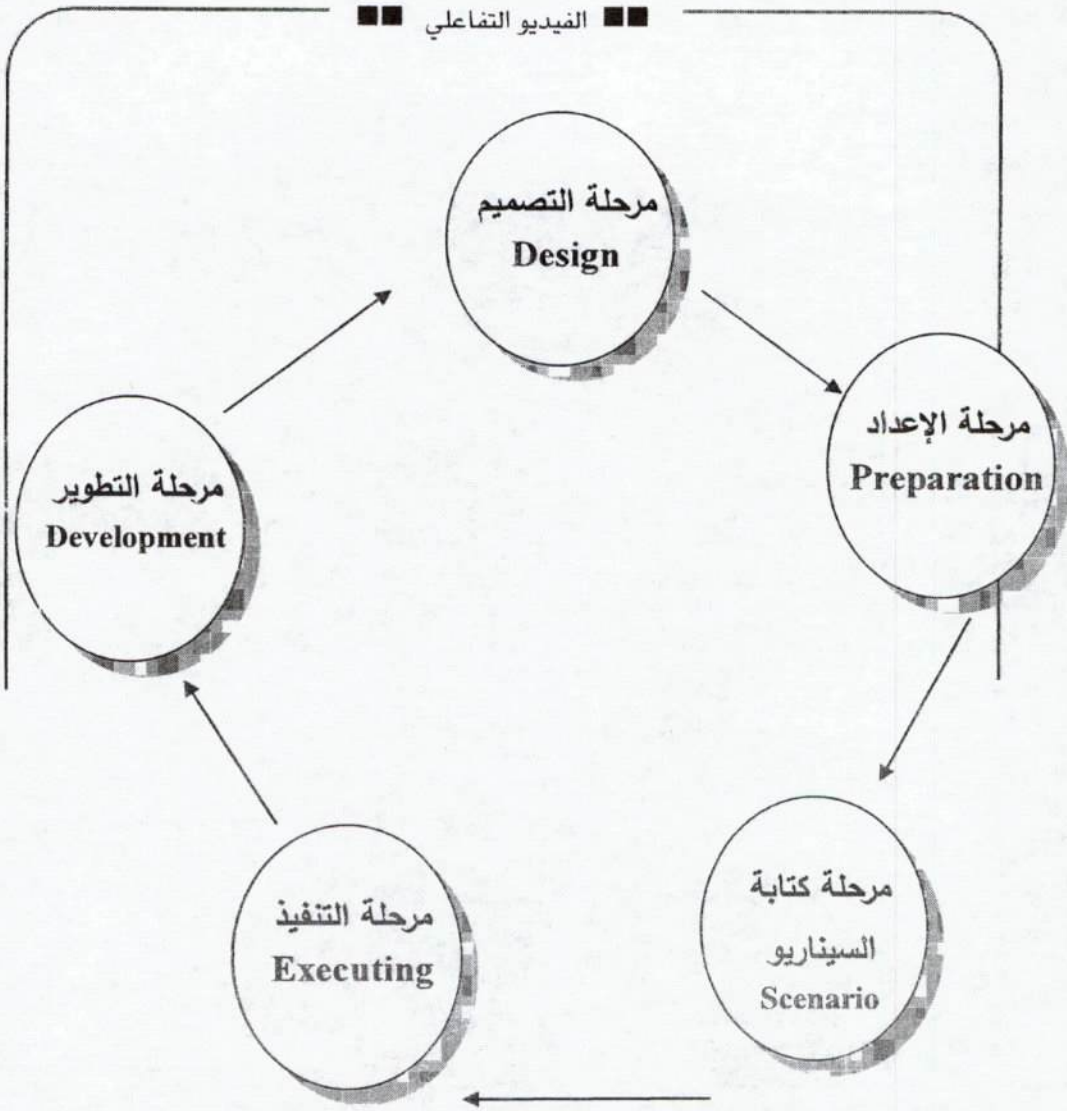 الفيديو التفاعلي
مرحلة التصميم
Design
مرحلة الإعداد
Preparation
مرحلة كتابة
السيناريو
Scenario
مرحلة التنفيذ
Executing
مرحلة التطوير
Development